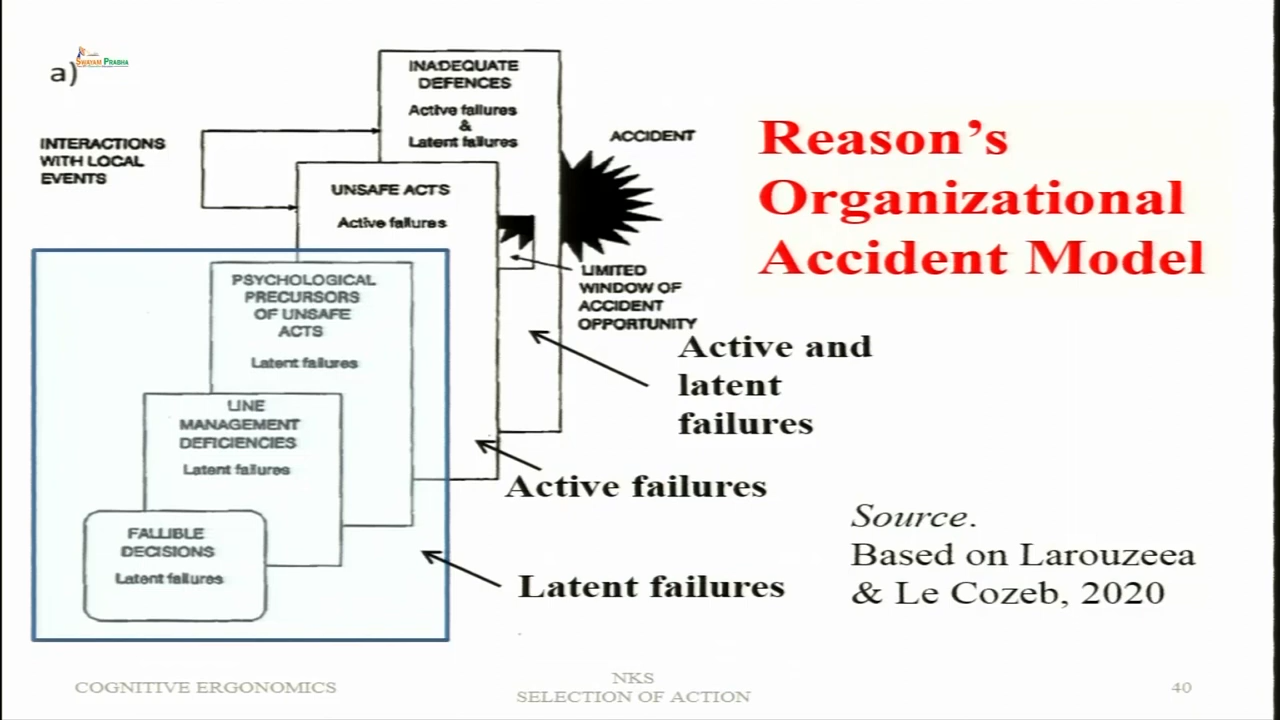 SWAYAM PRABHA
a)
INADEQUATE
DEFENCES
Active failures
&
Latent failures
ACCIDENT
INTERACTIONS
WITH LOCAL
EVENTS
UNSAFE ACTS
Active failures
LIMITED
WINDOW OF
ACCIDENT
OPPORTUNITY
PSYCHOLOGICAL
PRECURSORS
OF UNSAFE
ACTS
Latent failures
LINE
MANAGEMENT
DEFICIENCIES
Latent failures
FALLIBLE
DECISIONS
Latent failures
Reason’s
Organizational
Accident Model
Active and
latent
failures
Active failures
Latent failures
Source.
Based on Larouzeea
& Le Cozeb, 2020
COGNITIVE ERGONOMICS
NKS
SELECTION OF ACTION
40